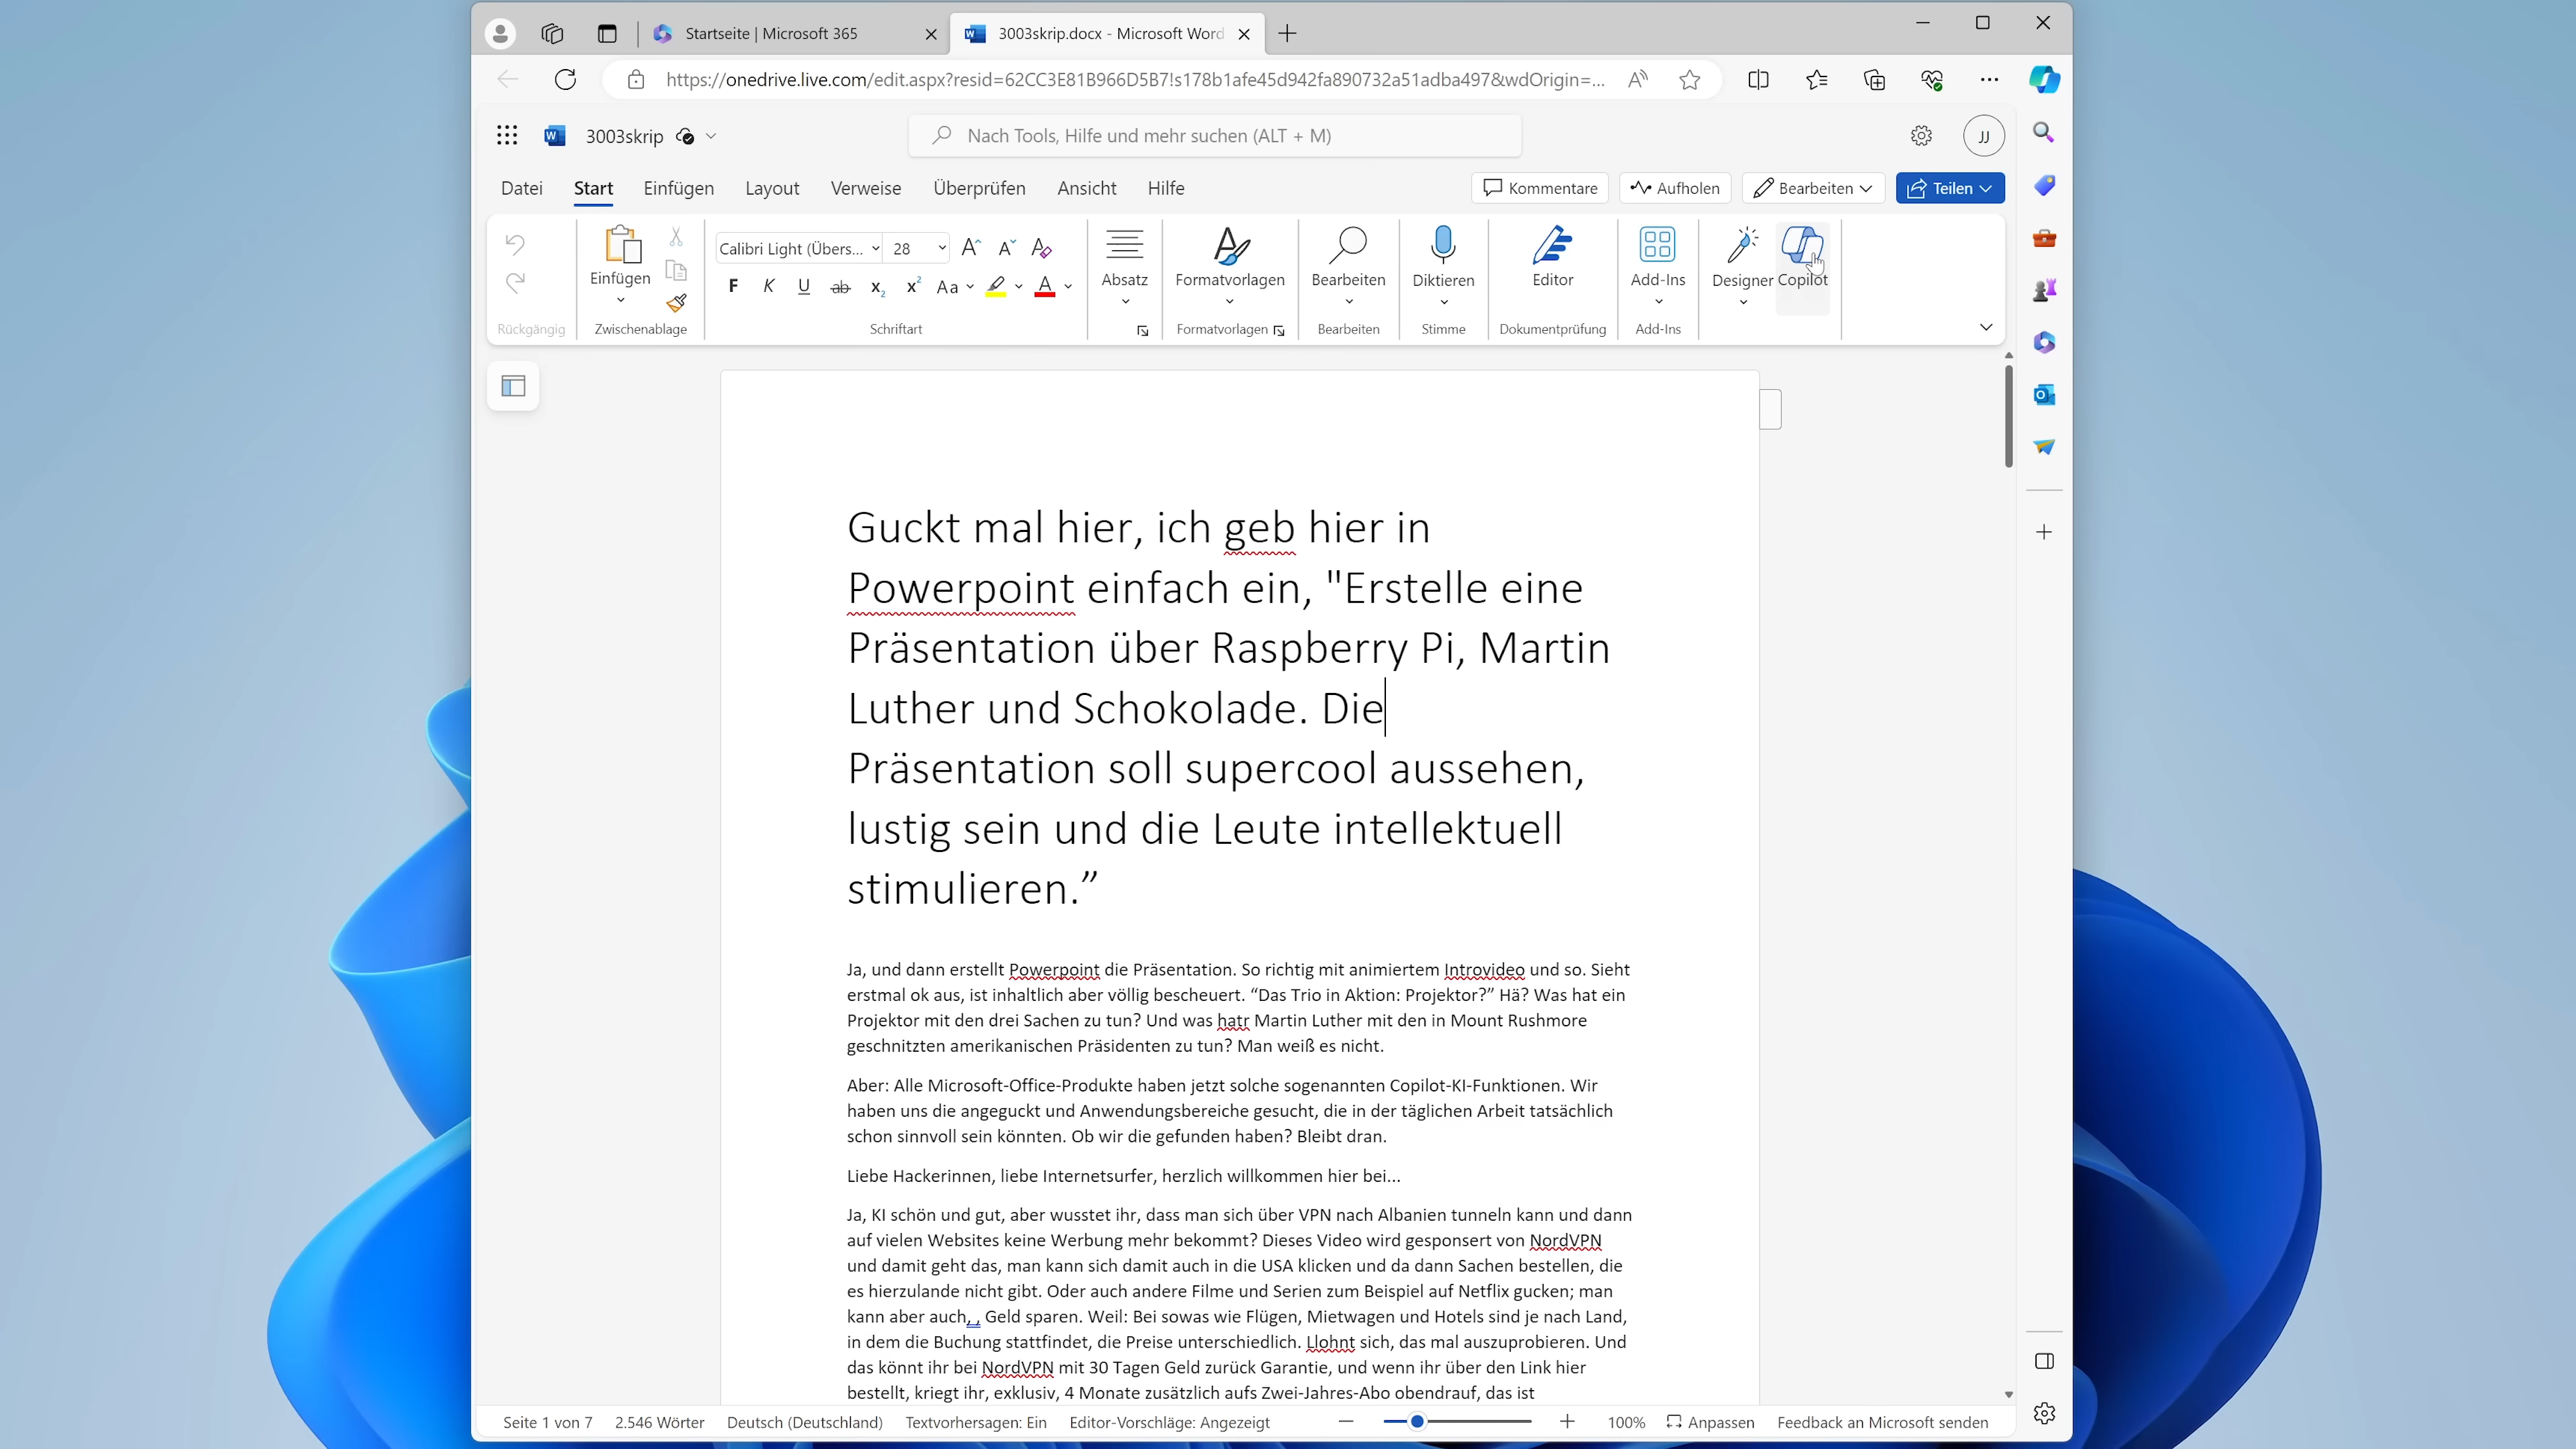 Startseite | Microsoft 365
3003skrip.docx - Microsoft Word
https://onedrive.live.com/edit.aspx?resid=62CC3E81B966D5B7!s178b1afe45d942fa890732a51adba497&wdOrigin=...
3003skrip
Nach Tools, Hilfe und mehr suchen (ALT + M)
JJ
Datei Start Einfügen Layout Verweise Überprüfen Ansicht Hilfe
Kommentare Aufholen Bearbeiten Teilen
Calibri Light (Übers... 28
Einfügen Absatz Formatvorlagen Bearbeiten Diktieren Editor Add-Ins Designer Copilot
F K U ab x2 x2 Aa A
Rückgängig Zwischenablage Schriftart Formatvorlagen Bearbeiten Stimme Dokumentprüfung Add-Ins
Guckt mal hier, ich geb hier in
Powerpoint einfach ein, "Erstelle eine
Präsentation über Raspberry Pi, Martin
Luther und Schokolade. Die
Präsentation soll supercool aussehen,
lustig sein und die Leute intellektuell
stimulieren.”
Ja, und dann erstellt Powerpoint die Präsentation. So richtig mit animiertem Introvideo und so. Sieht
erstmal ok aus, ist inhaltlich aber völlig bescheuert. “Das Trio in Aktion: Projektor?” Hä? Was hat ein
Projektor mit den drei Sachen zu tun? Und was hatr Martin Luther mit den in Mount Rushmore
geschnitzten amerikanischen Präsidenten zu tun? Man weiß es nicht.
Aber: Alle Microsoft-Office-Produkte haben jetzt solche sogenannten Copilot-KI-Funktionen. Wir
haben uns die angeguckt und Anwendungsbereiche gesucht, die in der täglichen Arbeit tatsächlich
schon sinnvoll sein könnten. Ob wir die gefunden haben? Bleibt dran.
Liebe Hackerinnen, liebe Internetsurfer, herzlich willkommen hier bei...
Ja, KI schön und gut, aber wusstet ihr, dass man sich über VPN nach Albanien tunneln kann und dann
auf vielen Websites keine Werbung mehr bekommt? Dieses Video wird gesponsert von NordVPN
und damit geht das, man kann sich damit auch in die USA klicken und da dann Sachen bestellen, die
es hierzulande nicht gibt. Oder auch andere Filme und Serien zum Beispiel auf Netflix gucken; man
kann aber auch, , Geld sparen. Weil: Bei sowas wie Flügen, Mietwagen und Hotels sind je nach Land,
in dem die Buchung stattfindet, die Preise unterschiedlich. Llohnt sich, das mal auszuprobieren. Und
das könnt ihr bei NordVPN mit 30 Tagen Geld zurück Garantie, und wenn ihr über den Link hier
bestellt, kriegt ihr, exklusiv, 4 Monate zusätzlich aufs Zwei-Jahres-Abo obendrauf, das ist
Seite 1 von 7 2.546 Wörter Deutsch (Deutschland) Textvorhersagen: Ein Editor-Vorschläge: Angezeigt 100% Anpassen Feedback an Microsoft senden